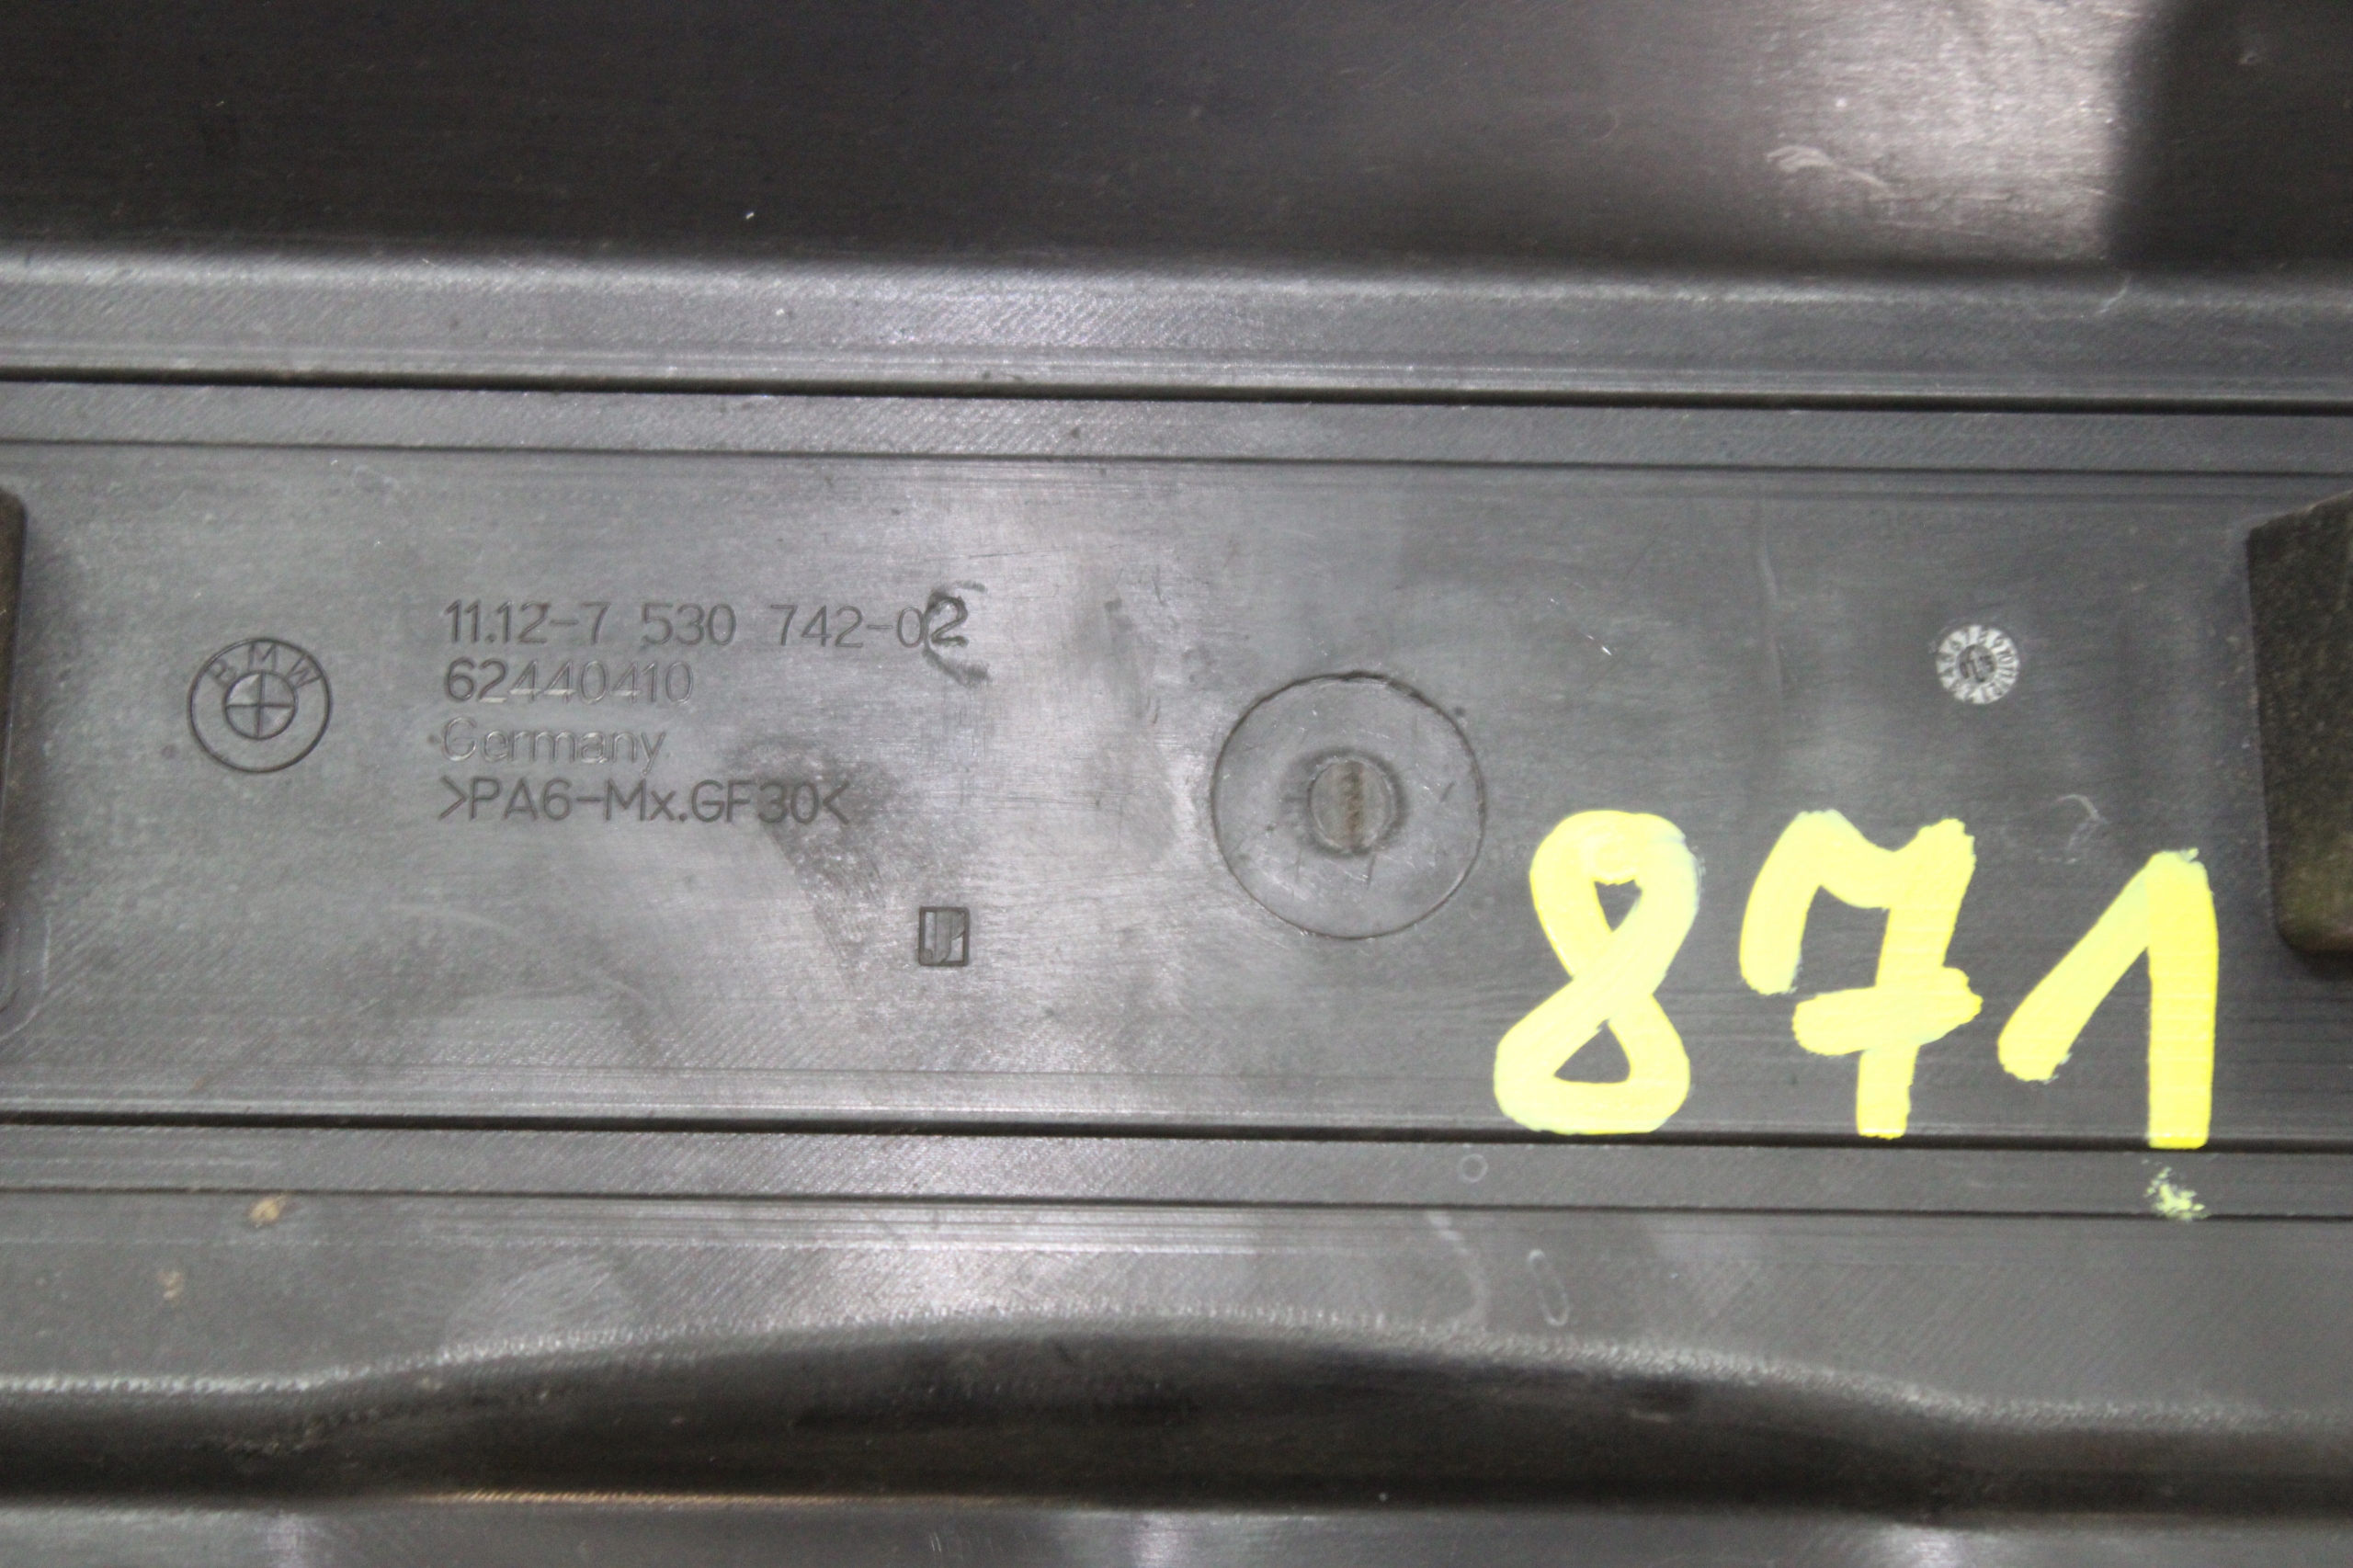 BMW
11.12-7 530 742-02
62440410
Germany
>PA6-Mx.GF30<
871